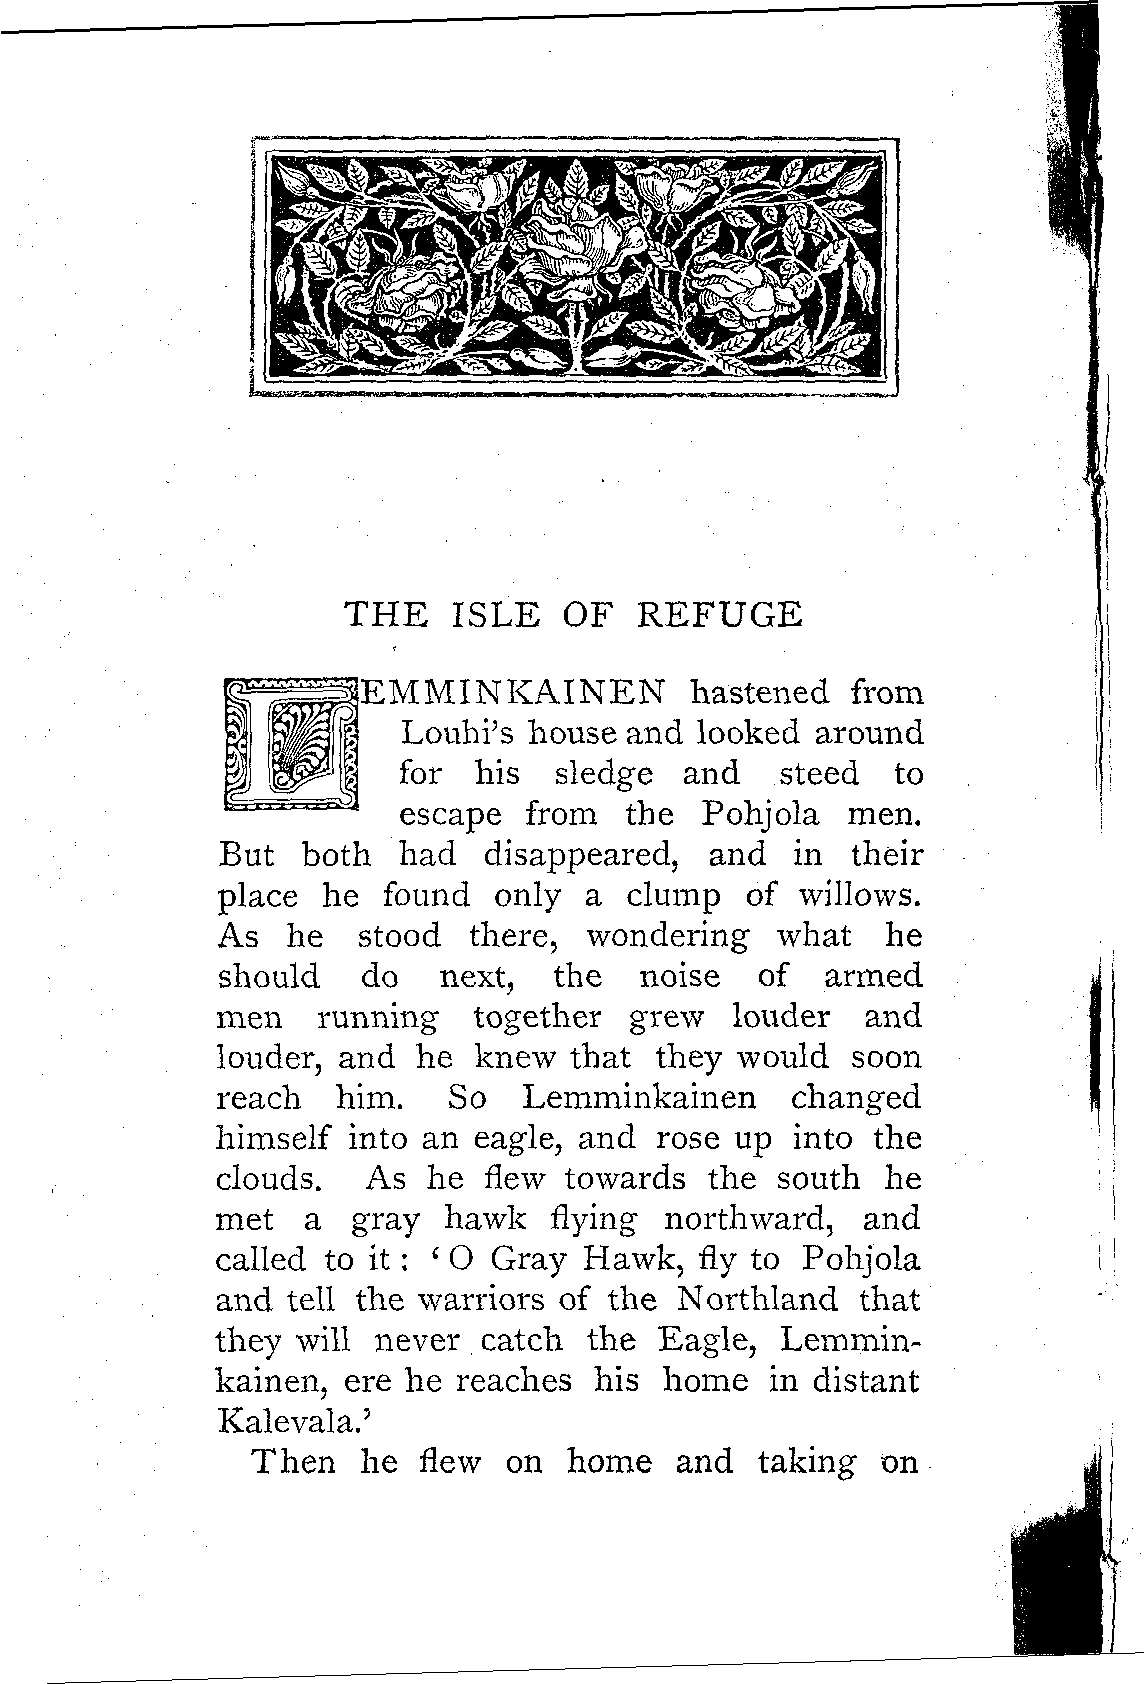 THE ISLE OF REFUGE
LEMMINKAINEN hastened from
Louhi's house and looked around
for his sledge and steed to
escape from the Pohjola men.
But both had disappeared, and in their
place he found only a clump of willows.
As he stood there, wondering what he
should do next, the noise of armed
men running together grew louder and
louder, and he knew that they would soon
reach him. So Lemminkainen changed
himself into an eagle, and rose up into the
clouds. As he flew towards the south he
met a gray hawk flying northward, and
called to it : ‘ O Gray Hawk, fly to Pohjola
and tell the warriors of the Northland that
they will never catch the Eagle, Lemmin-
kainen, ere he reaches his home in distant
Kalevala.’
Then he flew on home and taking on